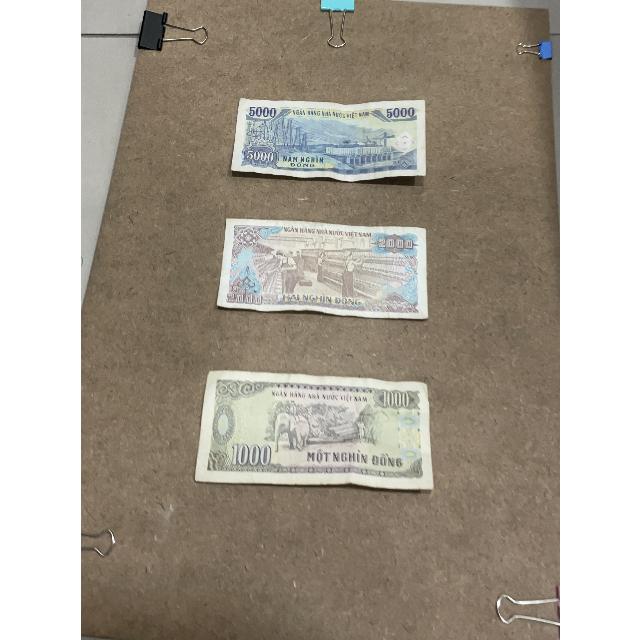 5000 NGÂN HÀNG NHÀ NƯỚC VIỆT NAM 5000
5000 NĂM NGHÌN
ĐỒNG
NGÂN HÀNG NHÀ NƯỚC VIỆT NAM
2000
2000 HAI NGHÌN ĐỒNG
NGÂN HÀNG NHÀ NƯỚC VIỆT NAM 1000
1000 MỘT NGHÌN ĐỒNG